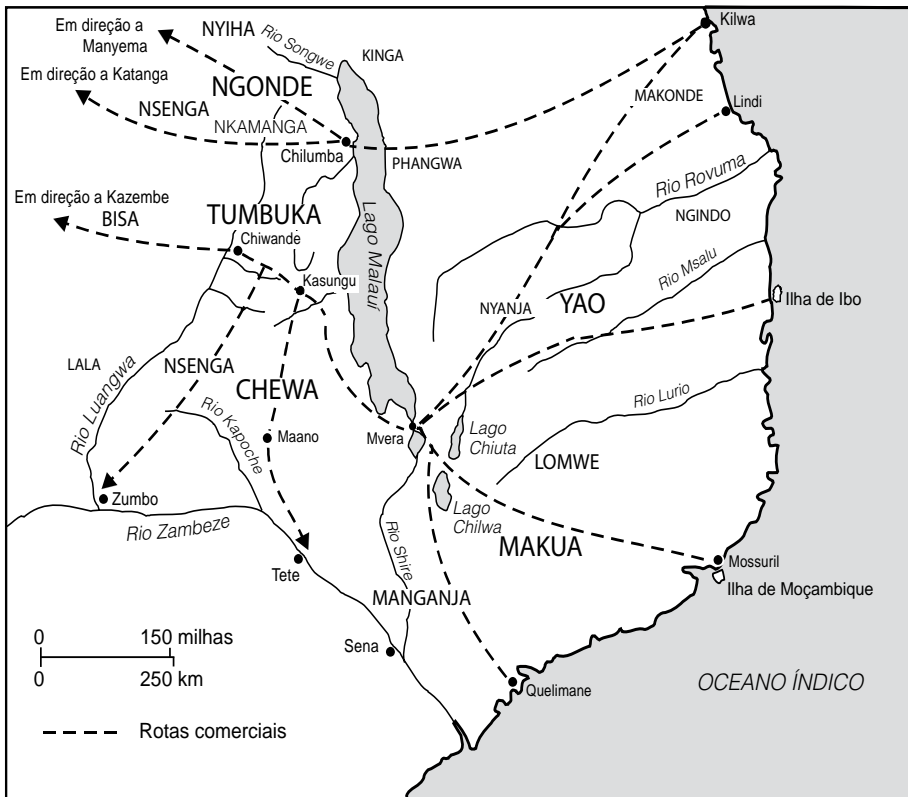 Em direção a
Manyema
NYIHA
Rio Songwe
KINGA
Kilwa
Em direção a Katanga
NGONDE
NSENGA
NKAMANGA
Chilumba
MAKONDE
Lindi
PHANGWA
Rio Rovuma
Em direção a Kazembe
BISA
TUMBUKA
Chiwande
Lago Malauí
NGINDO
Kasungu
Rio Msalu
NYANJA
YAO
Ilha de Ibo
LALA
NSENGA
Rio Luangwa
CHEWA
Rio Kapoche
Maano
Mvera
Lago
Chiuta
Rio Lurio
LOMWE
Zumbo
Rio Zambeze
Lago
Chilwa
Rio Shire
MAKUA
Mossuril
Ilha de Moçambique
Tete
MANGANJA
Sena
Quelimane
OCEANO ÍNDICO
0 150 milhas
0 250 km
Rotas comerciais